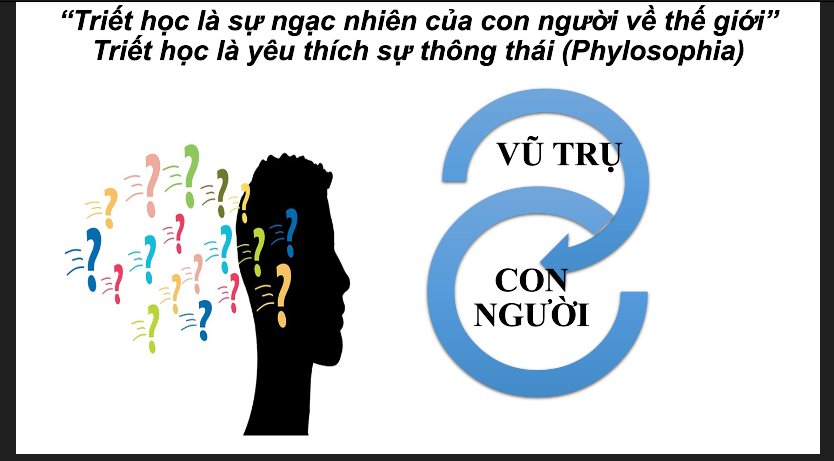 “Triết học là sự ngạc nhiên của con người về thế giới”
Triết học là yêu thích sự thông thái (Phylosophia)
VŨ TRỤ
CON
NGƯỜI